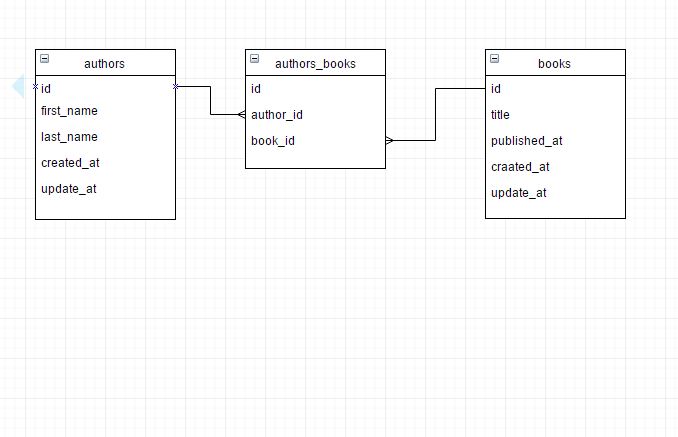 authors
id
first_name
last_name
created_at
update_at
authors_books
id
author_id
book_id
books
id
title
published_at
craated_at
update_at